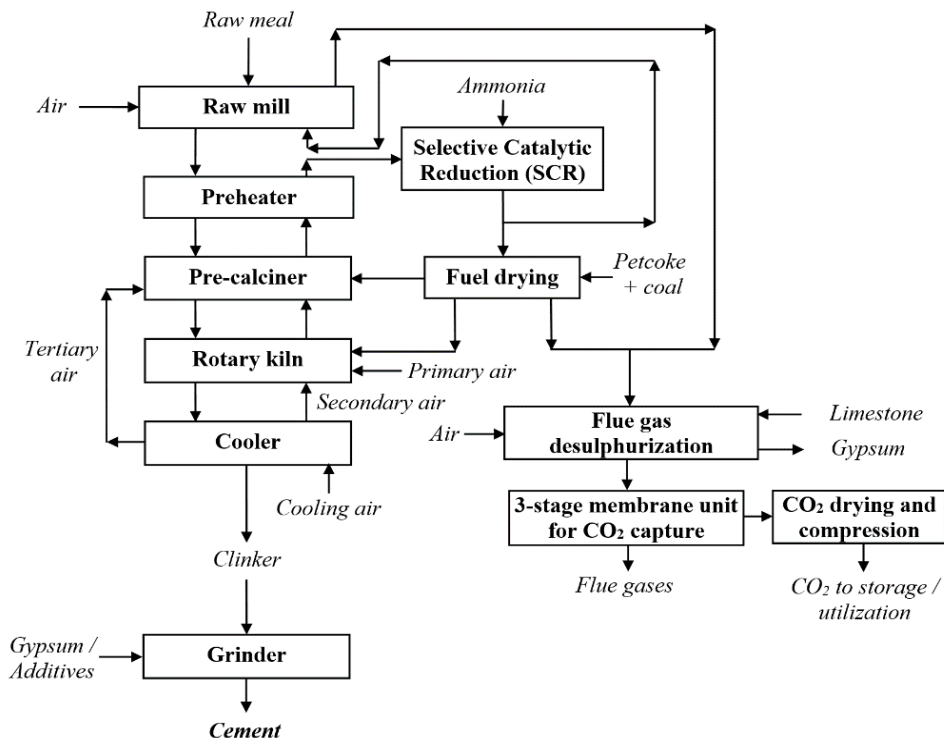 Raw meal
Air
Raw mill
Ammonia
Selective Catalytic
Reduction (SCR)
Preheater
Pre-calciner
Fuel drying
Petcoke
+ coal
Tertiary
air
Rotary kiln
Primary air
Secondary air
Cooler
Air
Flue gas
desulphurization
Limestone
Gypsum
Cooling air
3-stage membrane unit
for CO₂ capture
CO₂ drying and
compression
Clinker
Flue gases
CO₂ to storage /
utilization
Gypsum /
Additives
Grinder
Cement